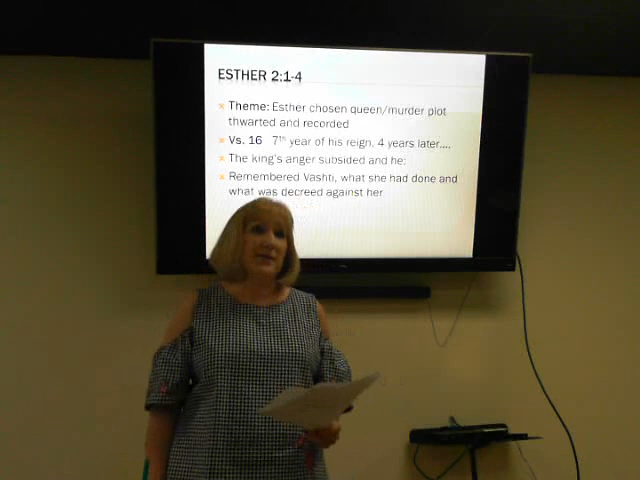 ESTHER 2:1-4
Theme: Esther chosen queen/murder plot
thwarted and recorded
Vs. 16 7th year of his reign, 4 years later….
The king's anger subsided and he:
Remembered Vashti, what she had done and
what was decreed against her